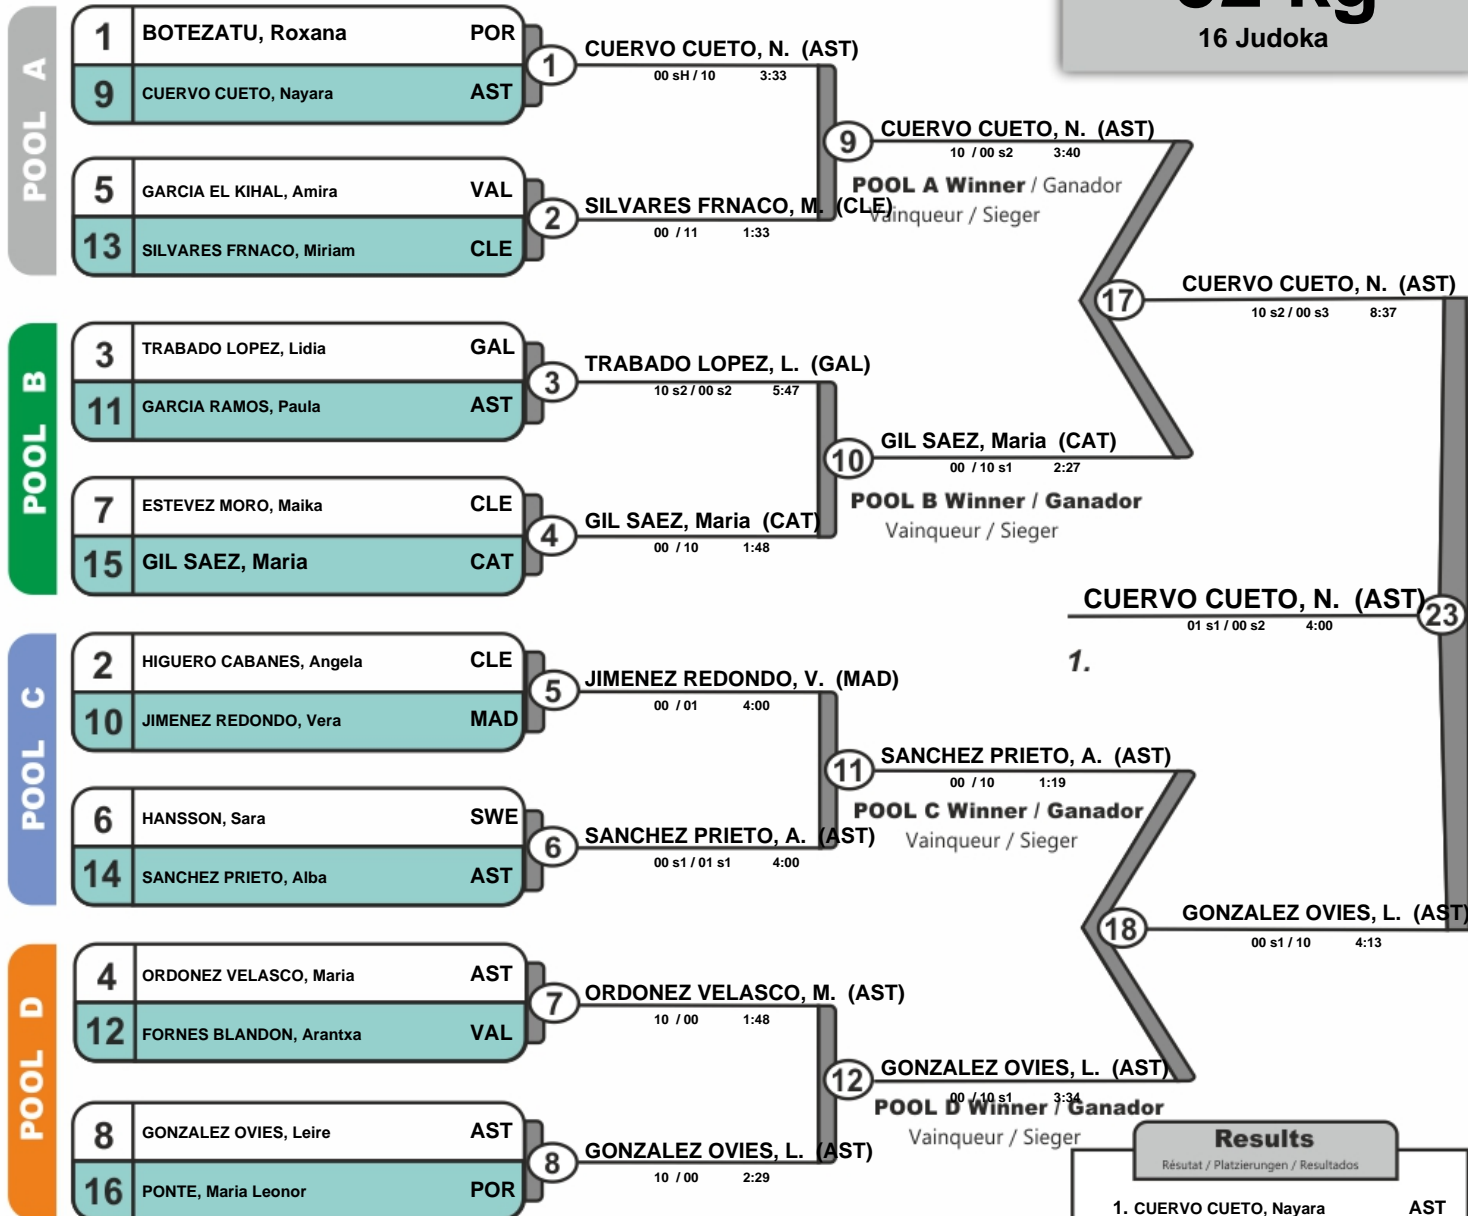 16 Judoka
POOL A
1 BOTEZATU, Roxana POR
9 CUERVO CUETO, Nayara AST
5 GARCIA EL KIHAL, Amira VAL
13 SILVARES FRNACO, Miriam CLE
POOL B
3 TRABADO LOPEZ, Lidia GAL
11 GARCIA RAMOS, Paula AST
7 ESTEVEZ MORO, Maika CLE
15 GIL SAEZ, Maria CAT
POOL C
2 HIGUERO CABANES, Angela CLE
10 JIMENEZ REDONDO, Vera MAD
6 HANSSON, Sara SWE
14 SANCHEZ PRIETO, Alba AST
POOL D
4 ORDONEZ VELASCO, Maria AST
12 FORNES BLANDON, Arantxa VAL
8 GONZALEZ OVIES, Leire AST
16 PONTE, Maria Leonor POR
1 CUERVO CUETO, N. (AST)
00 sH / 10 3:33
2 SILVARES FRNACO, M. (CLE)
00 / 11 1:33
3 TRABADO LOPEZ, L. (GAL)
10 s2 / 00 s2 5:47
4 GIL SAEZ, Maria (CAT)
00 / 10 1:48
5 JIMENEZ REDONDO, V. (MAD)
00 / 01 4:00
6 SANCHEZ PRIETO, A. (AST)
00 s1 / 01 s1 4:00
7 ORDONEZ VELASCO, M. (AST)
10 / 00 1:48
8 GONZALEZ OVIES, L. (AST)
10 / 00 2:29
9 CUERVO CUETO, N. (AST)
10 / 00 s2 3:40
POOL A Winner / Ganador
Vainqueur / Sieger
10 GIL SAEZ, Maria (CAT)
00 / 10 s1 2:27
POOL B Winner / Ganador
Vainqueur / Sieger
11 SANCHEZ PRIETO, A. (AST)
00 / 10 1:19
POOL C Winner / Ganador
Vainqueur / Sieger
12 GONZALEZ OVIES, L. (AST)
00 / 10 s1 3:34
POOL D Winner / Ganador
Vainqueur / Sieger
17 CUERVO CUETO, N. (AST)
10 s2 / 00 s3 8:37
18 GONZALEZ OVIES, L. (AST)
00 s1 / 10 4:13
CUERVO CUETO, N. (AST) 23
01 s1 / 00 s2 4:00
1.
Results
Résutat / Platzierungen / Resultados
1. CUERVO CUETO, Nayara AST